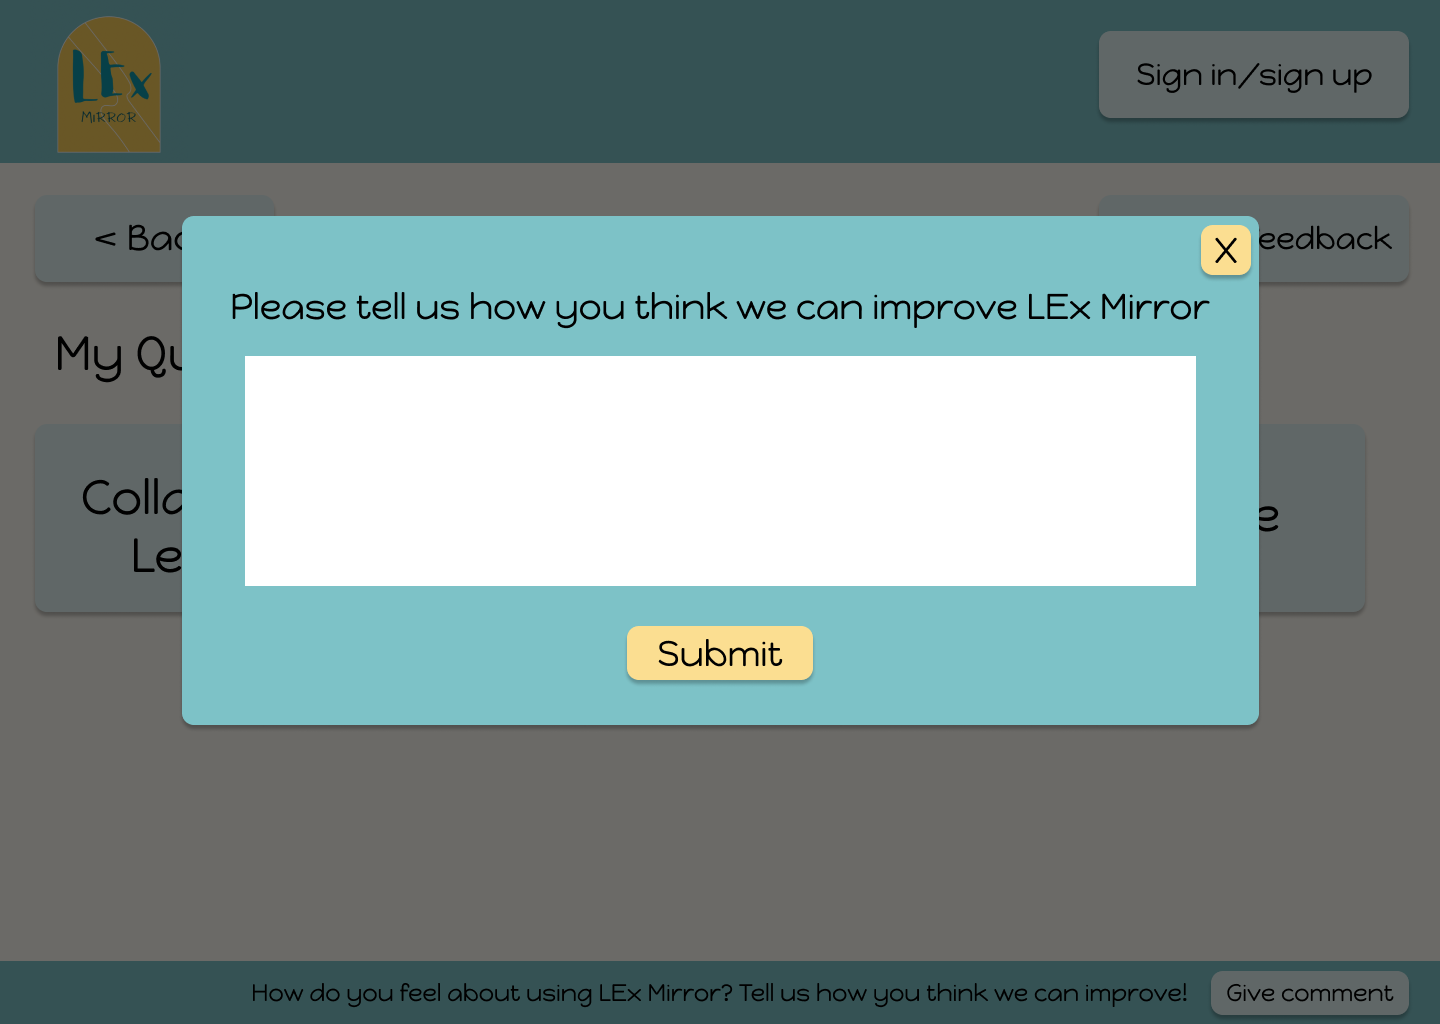 LEx
MiRROR
Sign in/sign up
< Bac
eedback
Please tell us how you think we can improve LEx Mirror
X
My Qu
Colla
Le
e
Submit
How do you feel about using LEx Mirror? Tell us how you think we can improve!
Give comment